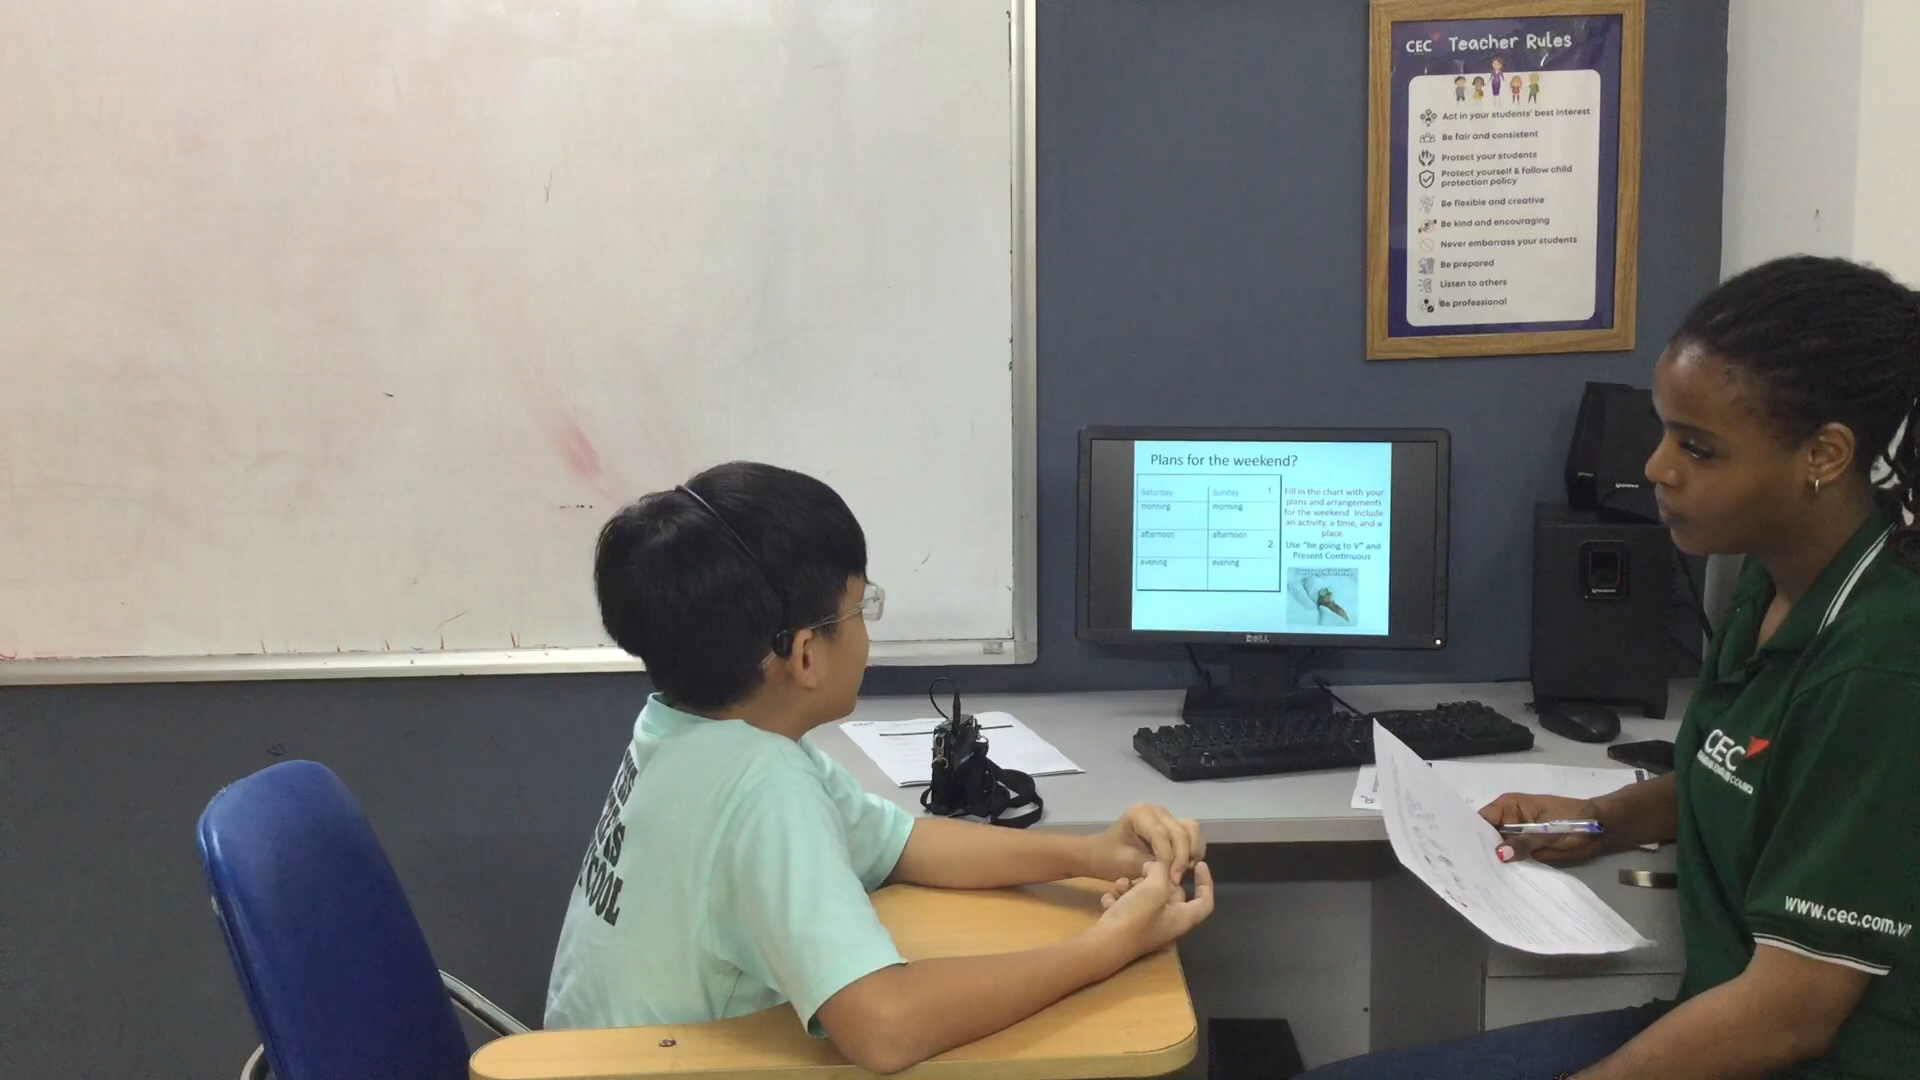 CEC Teacher Rules
Act in your students' best interest
Be fair and consistent
Protect your students
Protect yourself & follow child
protection policy
Be flexible and creative
Be kind and encouraging
Never embarrass your students
Be prepared
Listen to others
Be professional
Plans for the weekend?
Saturday Sunday 1
morning morning
afternoon afternoon
2
evening evening
Fill in the chart with your
plans and arrangements
for the weekend. Include
an activity, a time, and a
place.
Use "be going to V" and
Present Continuous
DELL
COOL
CEC
www.cec.com.v